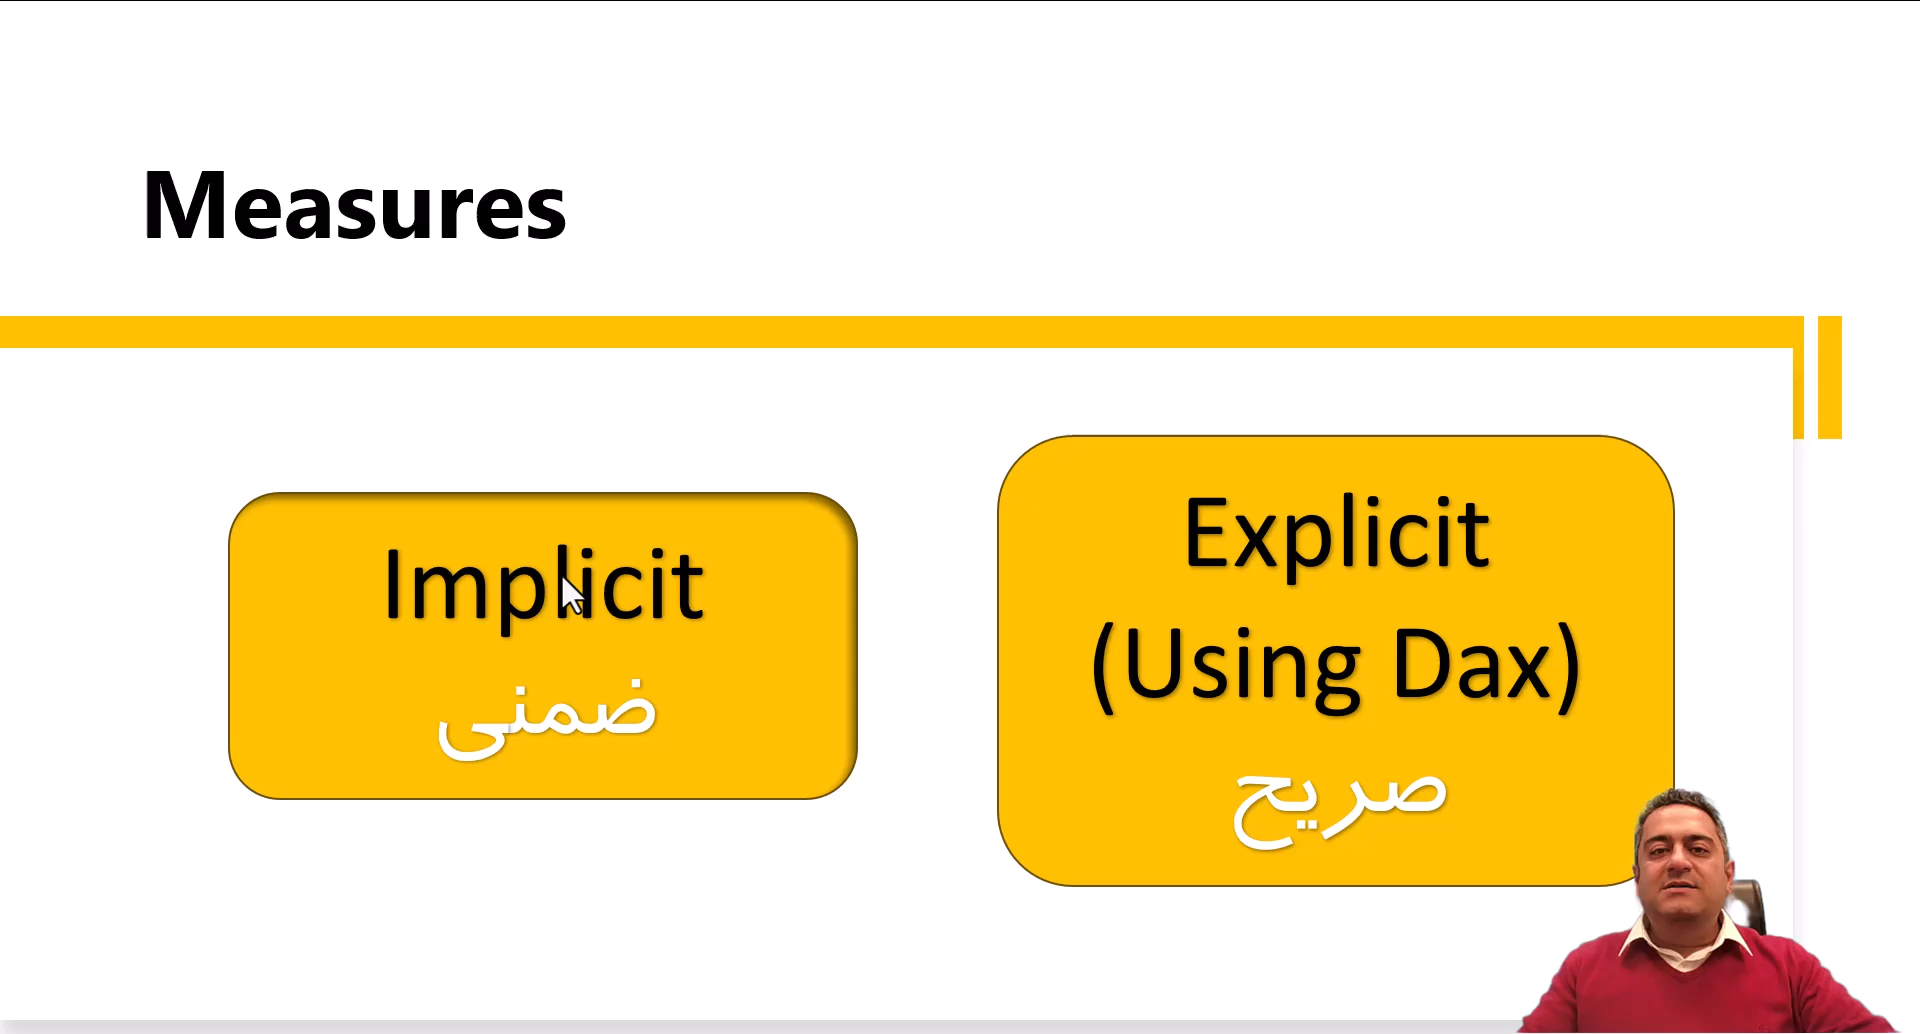 Measures
Implicit
ضمنی
Explicit
(Using Dax)
صریح